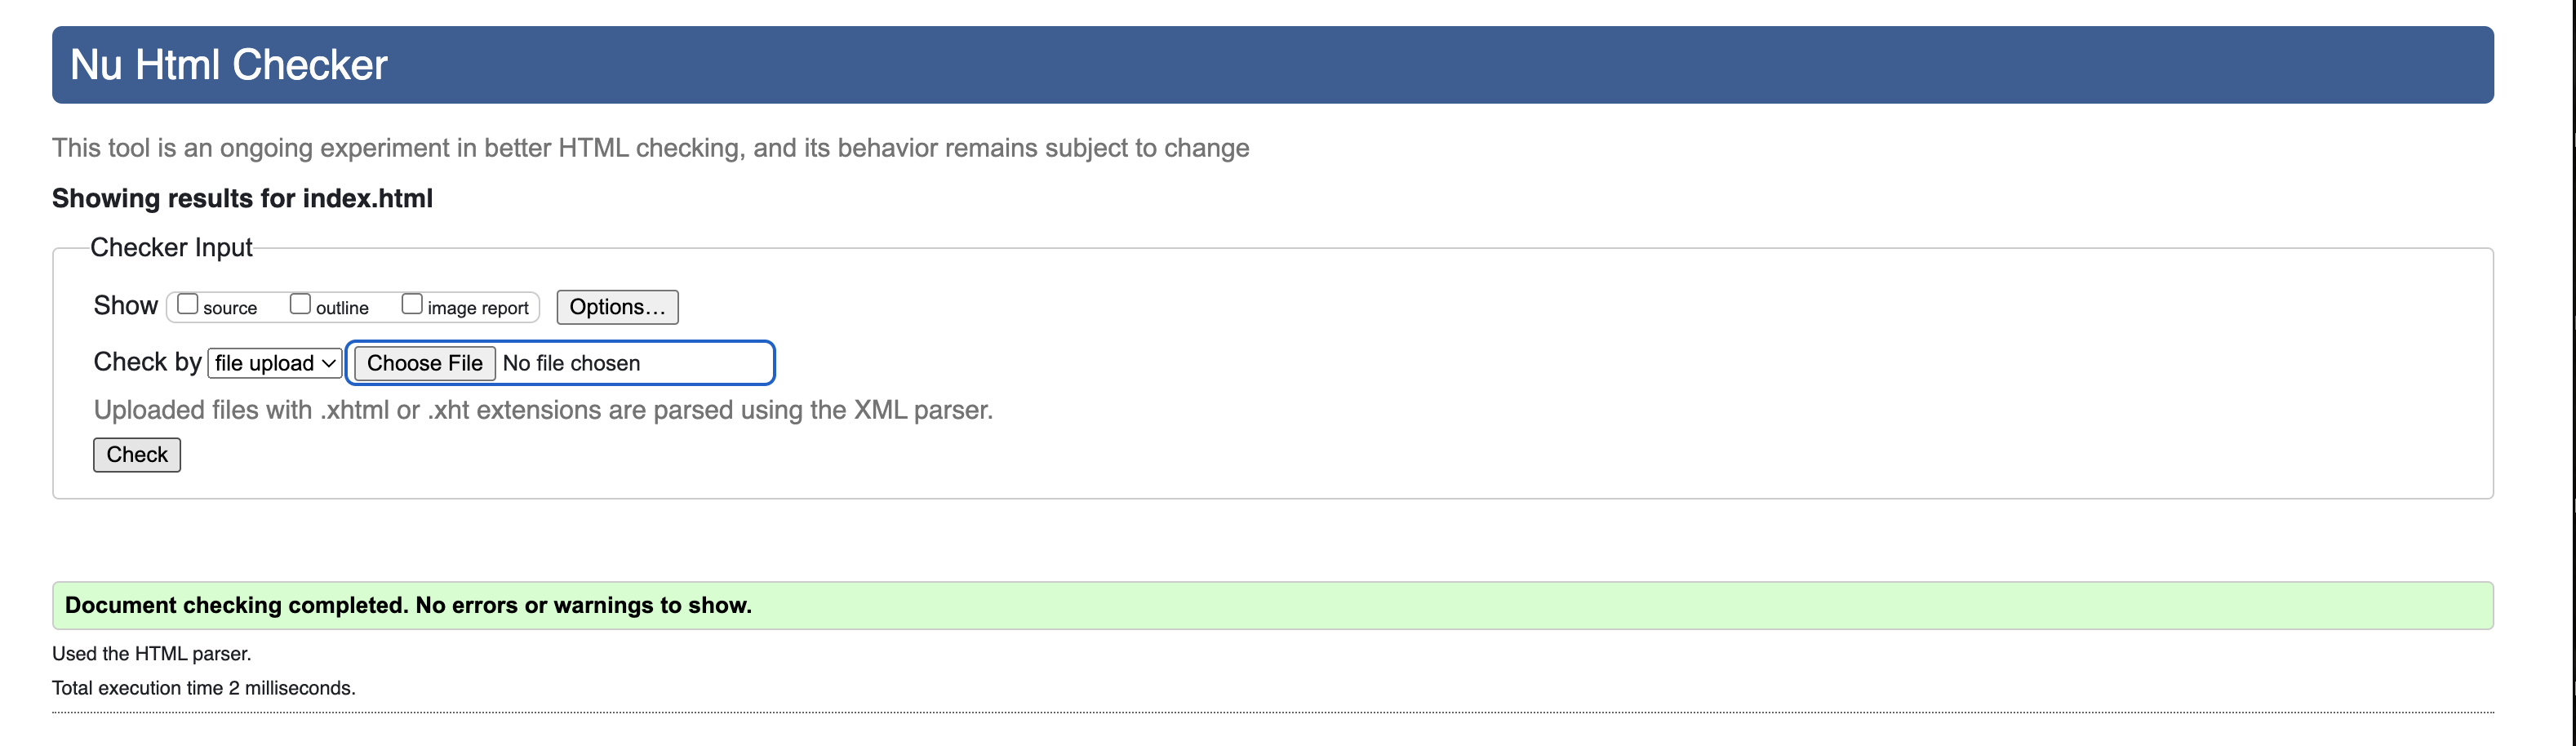 Nu Html Checker
This tool is an ongoing experiment in better HTML checking, and its behavior remains subject to change
Showing results for index.html
Checker Input
Show source outline image report Options...
Check by file upload Choose File No file chosen
Uploaded files with .xhtml or .xht extensions are parsed using the XML parser.
Check
Document checking completed. No errors or warnings to show.
Used the HTML parser.
Total execution time 2 milliseconds.